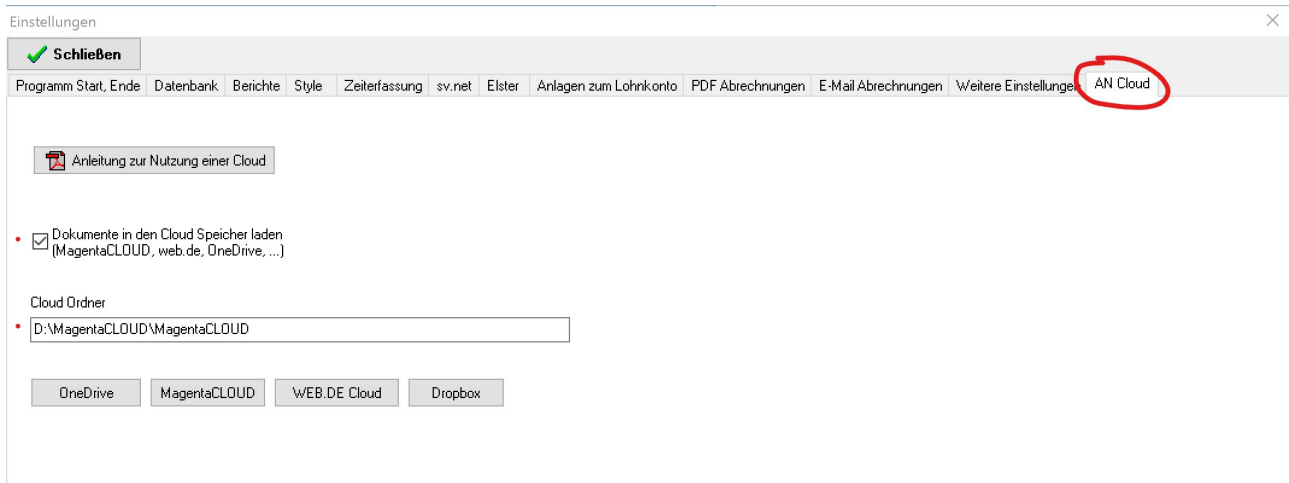 Einstellungen
Schließen
Programm Start, Ende Datenbank Berichte Style Zeiterfassung sv.net Elster Anlagen zum Lohnkonto PDF Abrechnungen E-Mail Abrechnungen Weitere Einstellungen AN Cloud
Anleitung zur Nutzung einer Cloud
Dokumente in den Cloud Speicher laden
(MagentaCLOUD, web.de, OneDrive, ...)
Cloud Ordner
D:\MagentaCLOUD\MagentaCLOUD
OneDrive MagentaCLOUD WEB.DE Cloud Dropbox